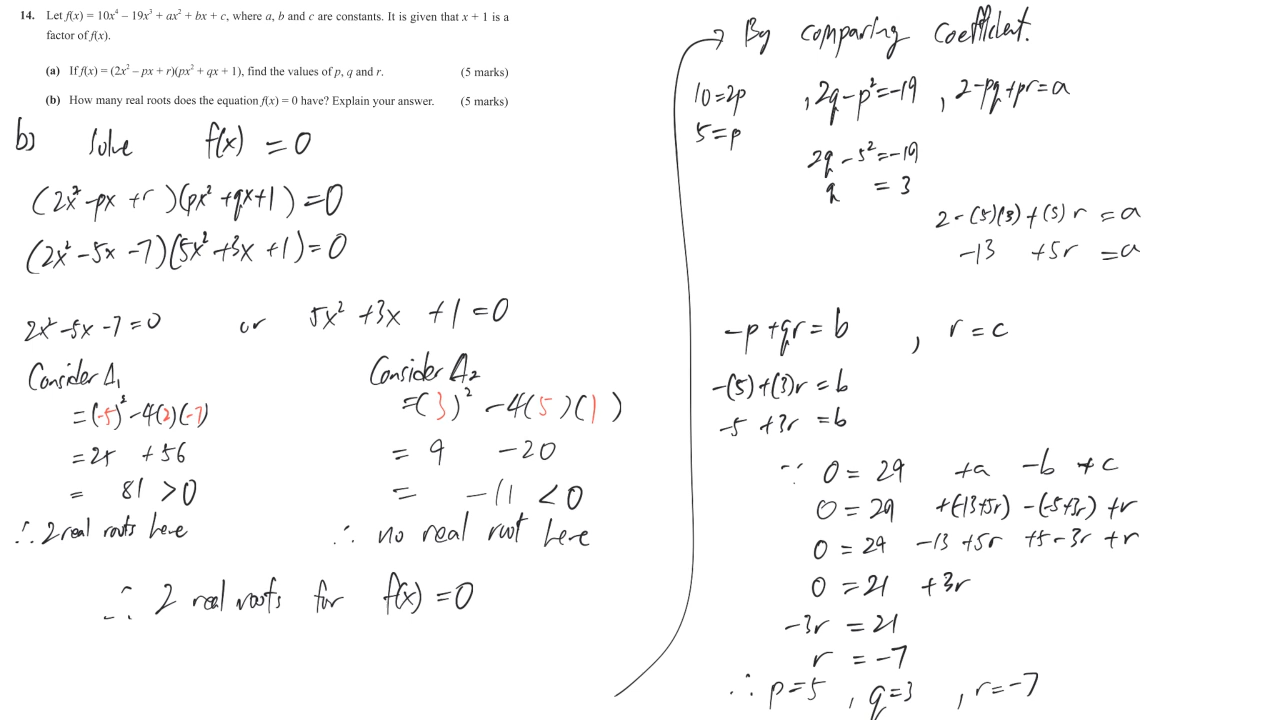 14. Let f(x) = 10x⁴ – 19x³ + ax² + bx + c, where a, b and c are constants. It is given that x + 1 is a
factor of f(x).
(a) If f(x) = (2x² – px + r)(px² + qx + 1), find the values of p, q and r. (5 marks)
(b) How many real roots does the equation f(x) = 0 have? Explain your answer. (5 marks)
b) solve f(x) = 0
(2x² -px +r)(px² +qx+1) =0
(2x² -5x -7)(5x² +3x +1) = 0
2x² -5x -7 = 0 or 5x² +3x +1 = 0
Consider Δ₁
= (-5)² -4(2)(-7)
= 25 +56
= 81 >0
∴ 2 real roots here
Consider Δ₂
= (3)² -4(5)(1)
= 9 -20
= -11 <0
∴ no real root here
∴ 2 real roots for f(x) = 0
→ By comparing coefficient.
10 = 2p , 2q - p² = -19 , 2 - pq + pr = a
5 = p
2q - 5² = -19
q = 3
2 - (5)(3) + (5) r = a
-13 +5r = a
-p + qr = b , r = c
-(5) + (3)r = b
-5 +3r = b
∵ 0 = 29 +a -b +c
0 = 29 +(-13+5r) -(-5+3r) +r
0 = 29 -13 +5r +5 -3r +r
0 = 21 +3r
-3r = 21
r = -7
∴ p = 5 , q = 3 , r = -7